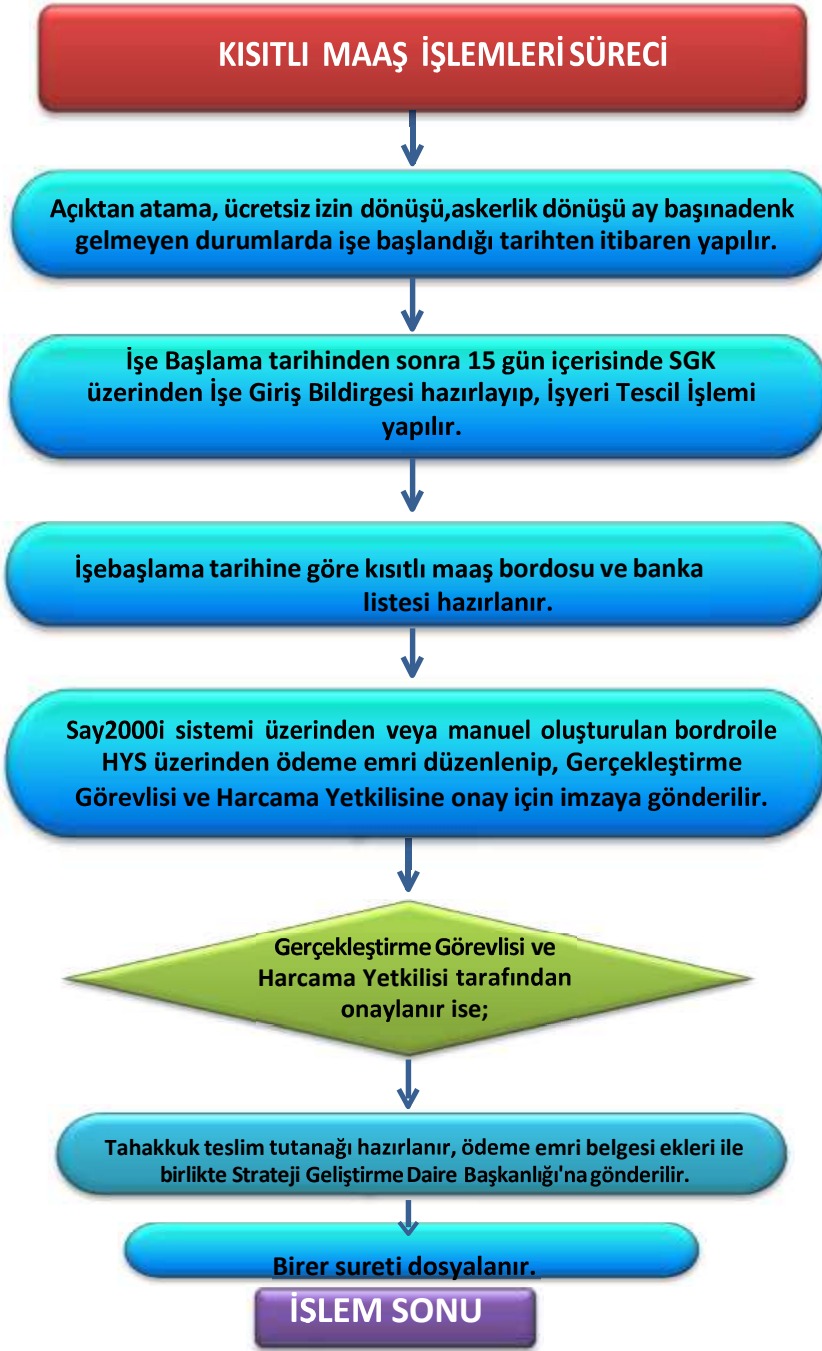 KISITLI MAAŞ İŞLEMLERİ SÜRECİ
Açıktan atama, ücretsiz izin dönüşü,askerlik dönüşü ay başınadenk
gelmeyen durumlarda işe başlandığı tarihten itibaren yapılır.
İşe Başlama tarihinden sonra 15 gün içerisinde SGK
üzerinden İşe Giriş Bildirgesi hazırlayıp, İşyeri Tescil İşlemi
yapılır.
İşebaşlama tarihine göre kısıtlı maaş bordosu ve banka
listesi hazırlanır.
Say2000i sistemi üzerinden veya manuel oluşturulan bordroile
HYS üzerinden ödeme emri düzenlenip, Gerçekleştirme
Görevlisi ve Harcama Yetkilisine onay için imzaya gönderilir.
Gerçekleştirme Görevlisi ve
Harcama Yetkilisi tarafından
onaylanır ise;
Tahakkuk teslim tutanağı hazırlanır, ödeme emri belgesi ekleri ile
birlikte Strateji Geliştirme Daire Başkanlığı'na gönderilir.
Birer sureti dosyalanır.
İŞLEM SONU